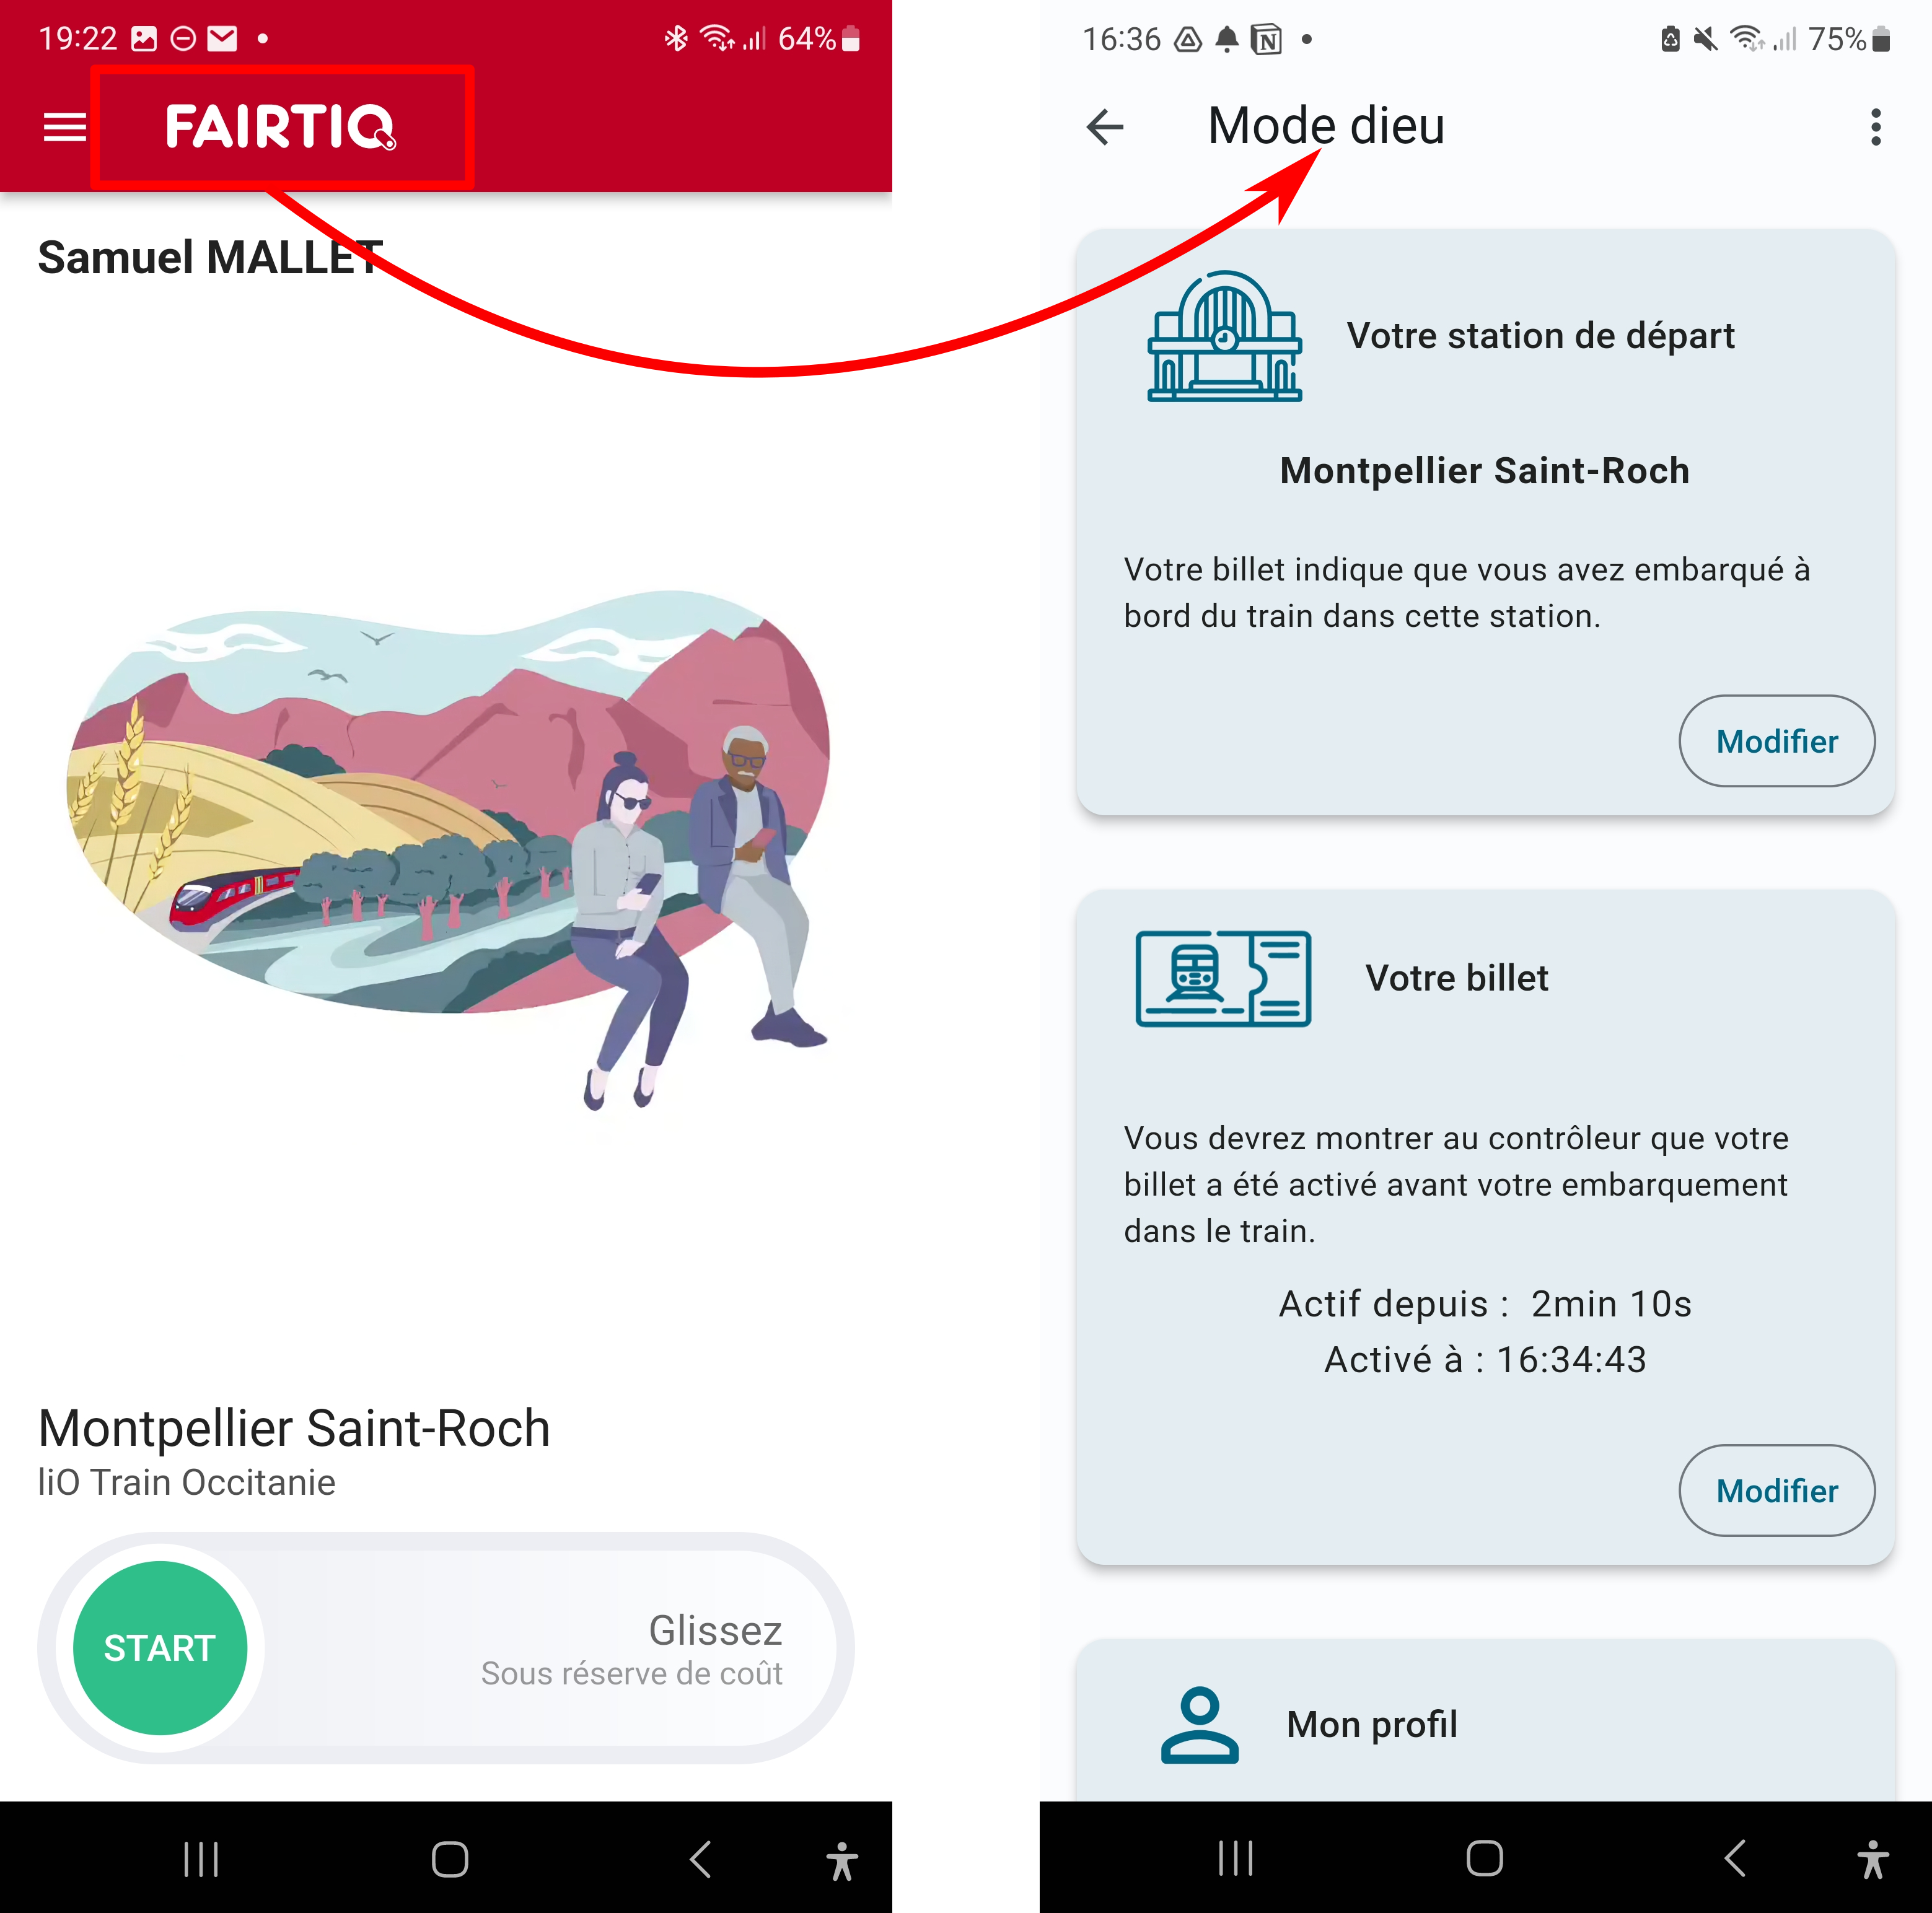 19:22
64%
FAIRTIQ
Samuel MALLET
Montpellier Saint-Roch
liO Train Occitanie
START
Glissez
Sous réserve de coût
16:36
N
75%
Mode dieu
Votre station de départ
Montpellier Saint-Roch
Votre billet indique que vous avez embarqué à
bord du train dans cette station.
Modifier
Votre billet
Vous devrez montrer au contrôleur que votre
billet a été activé avant votre embarquement
dans le train.
Actif depuis : 2min 10s
Activé à : 16:34:43
Modifier
Mon profil